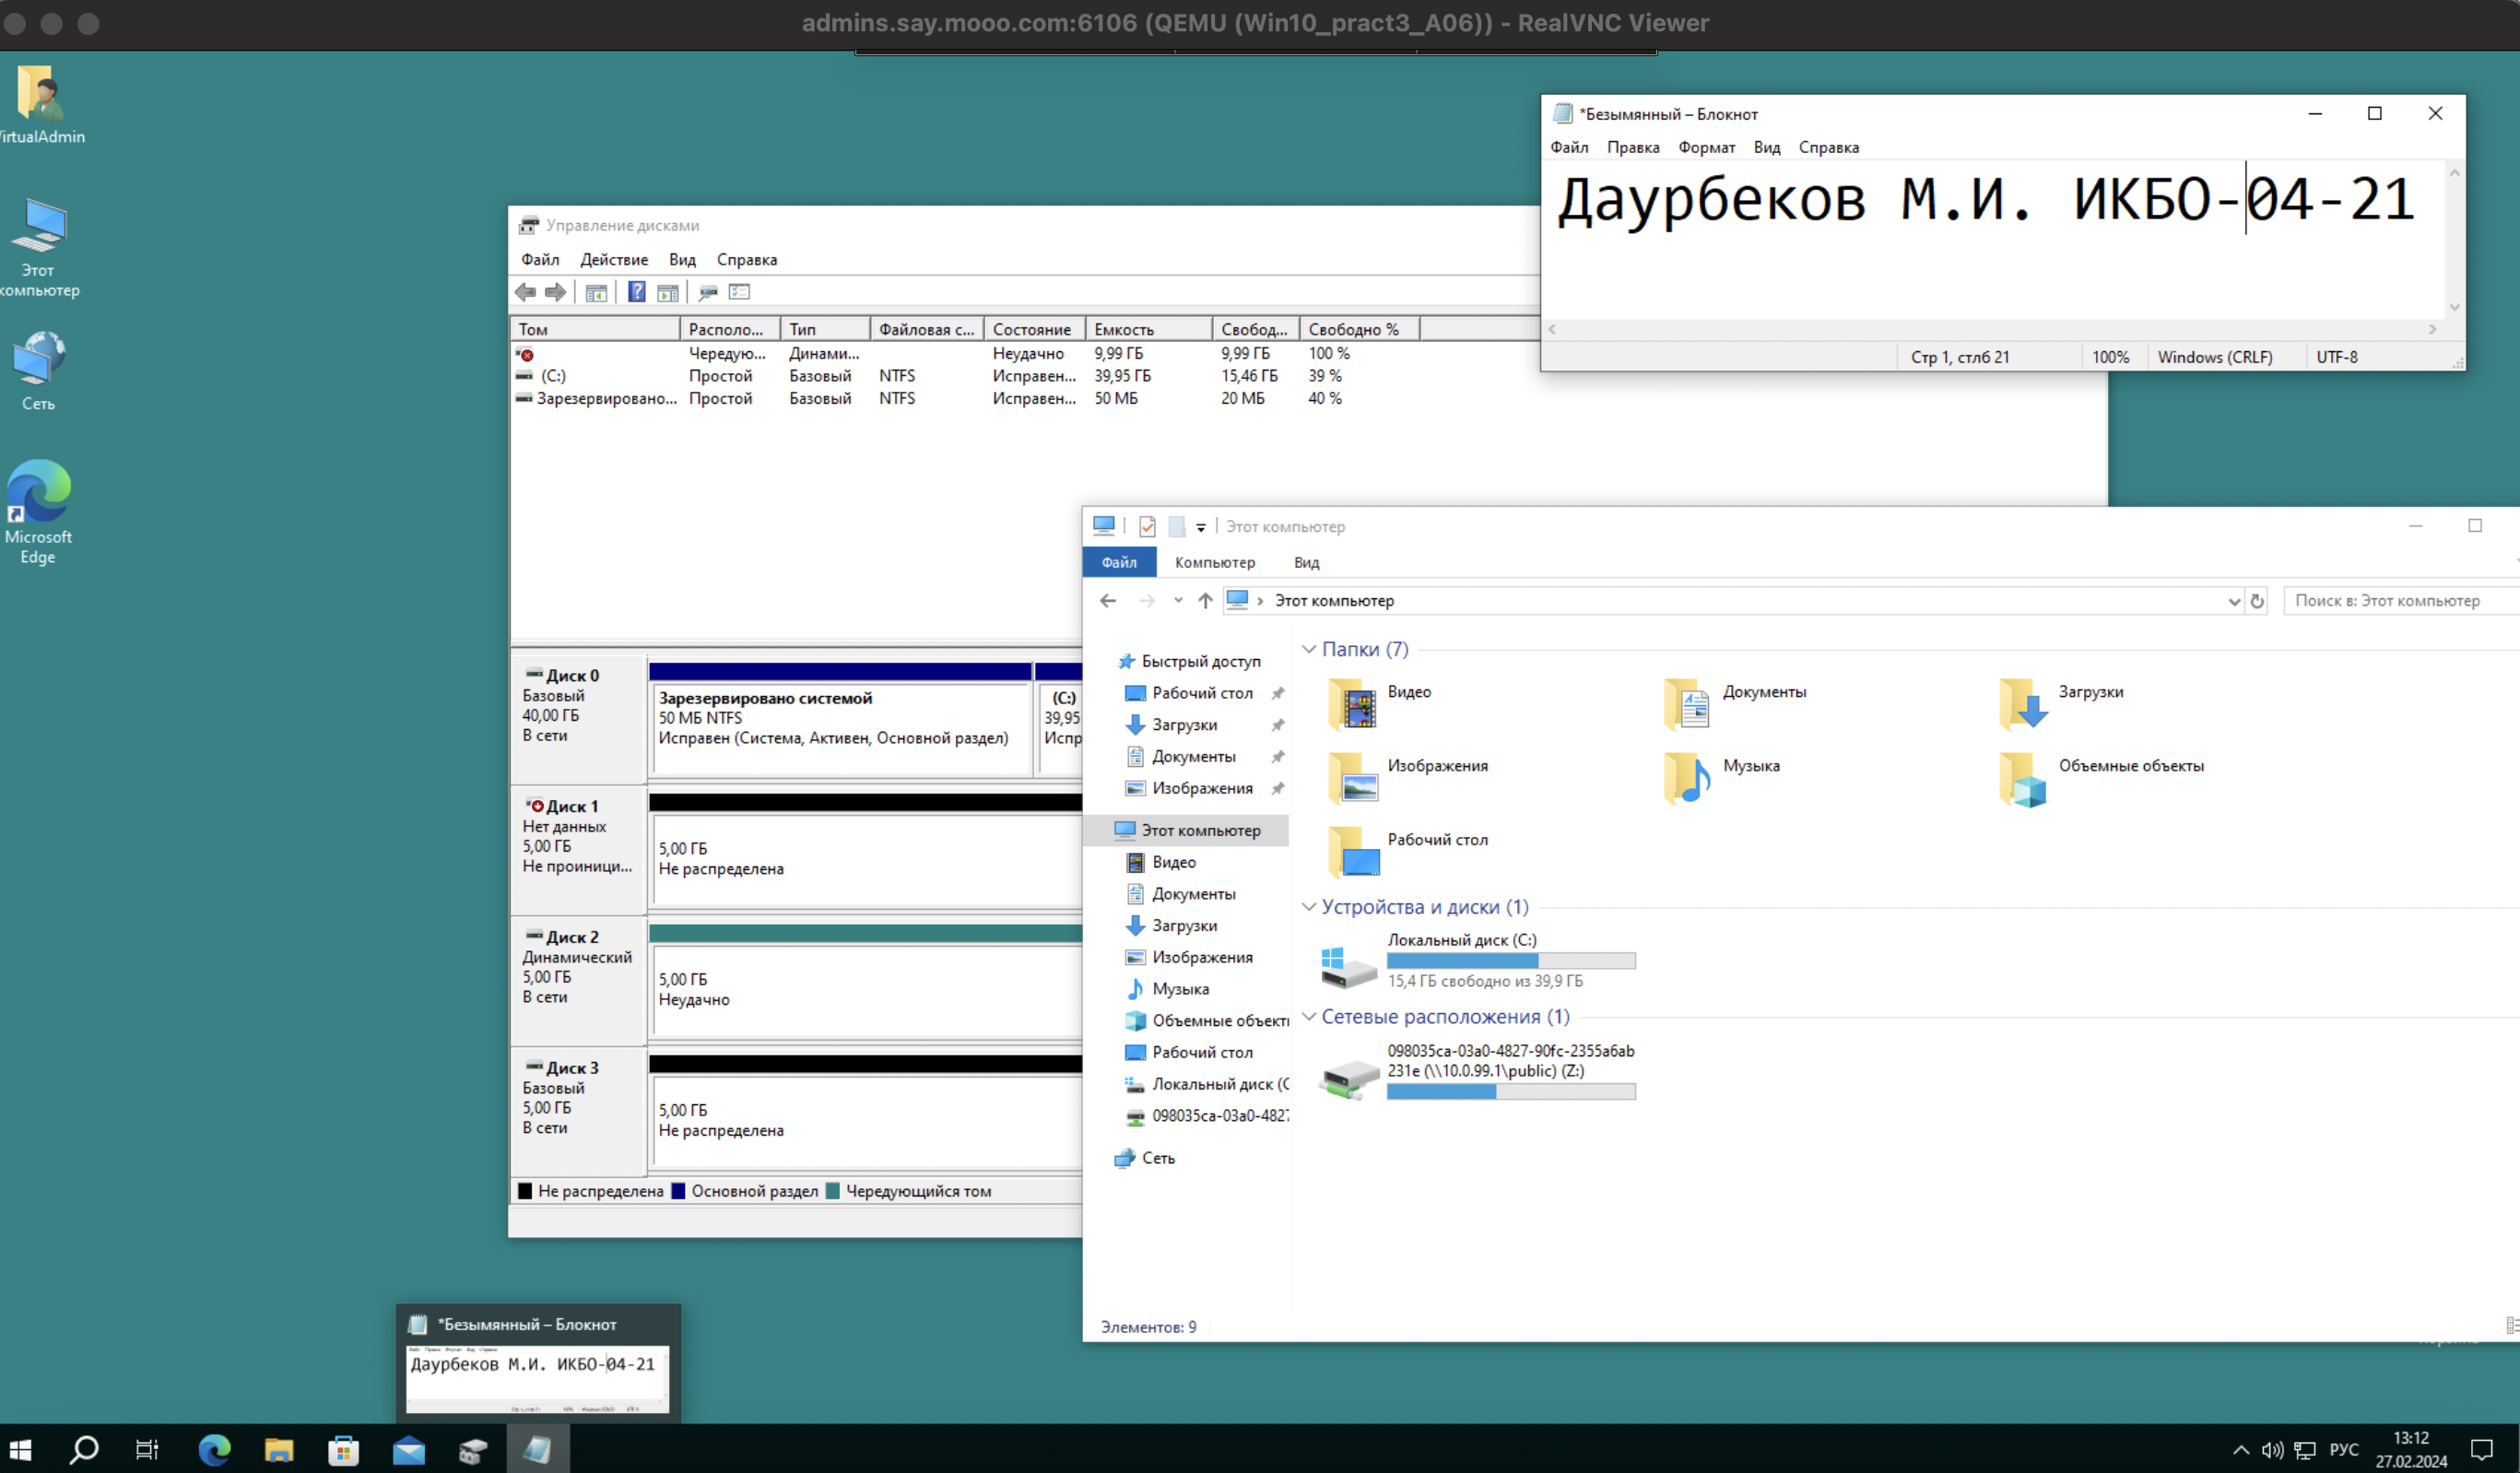 admins.say.mooo.com:6106 (QEMU (Win10_pract3_A06)) - RealVNC Viewer
irtualAdmin
Этот
компьютер
Сеть
Microsoft
Edge
*Безымянный – Блокнот
Файл Правка Формат Вид Справка
Даурбеков М.И. ИКБО-04-21
Стр 1, стлб 21 100% Windows (CRLF) UTF-8
Управление дисками
Файл Действие Вид Справка
Том Располо... Тип Файловая с... Состояние Емкость Свобод... Свободно %
Чередую... Динами... Неудачно 9,99 ГБ 9,99 ГБ 100 %
(C:) Простой Базовый NTFS Исправен... 39,95 ГБ 15,46 ГБ 39 %
Зарезервировано... Простой Базовый NTFS Исправен... 50 МБ 20 МБ 40 %
Диск 0
Базовый
40,00 ГБ
В сети
Зарезервировано системой
50 МБ NTFS
Исправен (Система, Активен, Основной раздел)
(C:)
39,95
Испр
Диск 1
Нет данных
5,00 ГБ
Не проиници...
5,00 ГБ
Не распределена
Диск 2
Динамический
5,00 ГБ
В сети
5,00 ГБ
Неудачно
Диск 3
Базовый
5,00 ГБ
В сети
5,00 ГБ
Не распределена
Не распределена Основной раздел Чередующийся том
Этот компьютер
Файл Компьютер Вид
Этот компьютер
Поиск в: Этот компьютер
Быстрый доступ
Рабочий стол
Загрузки
Документы
Изображения
Этот компьютер
Видео
Документы
Загрузки
Изображения
Музыка
Объемные объект
Рабочий стол
Локальный диск (C
098035ca-03a0-4827
Сеть
Папки (7)
Видео Документы Загрузки
Изображения Музыка Объемные объекты
Рабочий стол
Устройства и диски (1)
Локальный диск (C:)
15,4 ГБ свободно из 39,9 ГБ
Сетевые расположения (1)
098035ca-03a0-4827-90fc-2355a6ab
231e (\\10.0.99.1\public) (Z:)
Элементов: 9
*Безымянный – Блокнот
Даурбеков М.И. ИКБО-04-21
РУС
13:12
27.02.2024